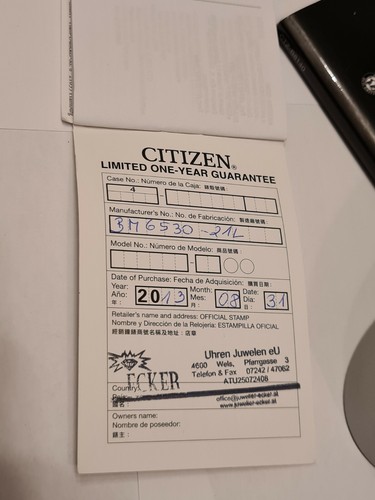 CITIZEN®
LIMITED ONE-YEAR GUARANTEE
Case No.: Número de la Caja: 錶殼號碼:
4 -
Manufacturer's No.: No. de Fabricación: 製造廠號碼:
BM6530-21L
Model No.: Número de Modelo: 商品號碼:
Date of Purchase: Fecha de Adquisición: 購買日期:
Year: Año: 年: 2013 Month: Mes: 月: 08 Date: Día: 日: 31
Retailer's name and address: OFFICIAL STAMP
Nombre y Dirección de la Relojería: ESTAMPILLA OFICIAL
經銷鐘錶商號名稱及地址: 店章
ECKER
Uhren Juwelen eU
4600 Wels, Pfarrgasse 3
Telefon & Fax 07242 / 47062
ATU25072406
office@juwelier-ecker.at
www.juwelier-ecker.at
Country:
國名:
Owners name:
Nombre de poseedor:
顧主: